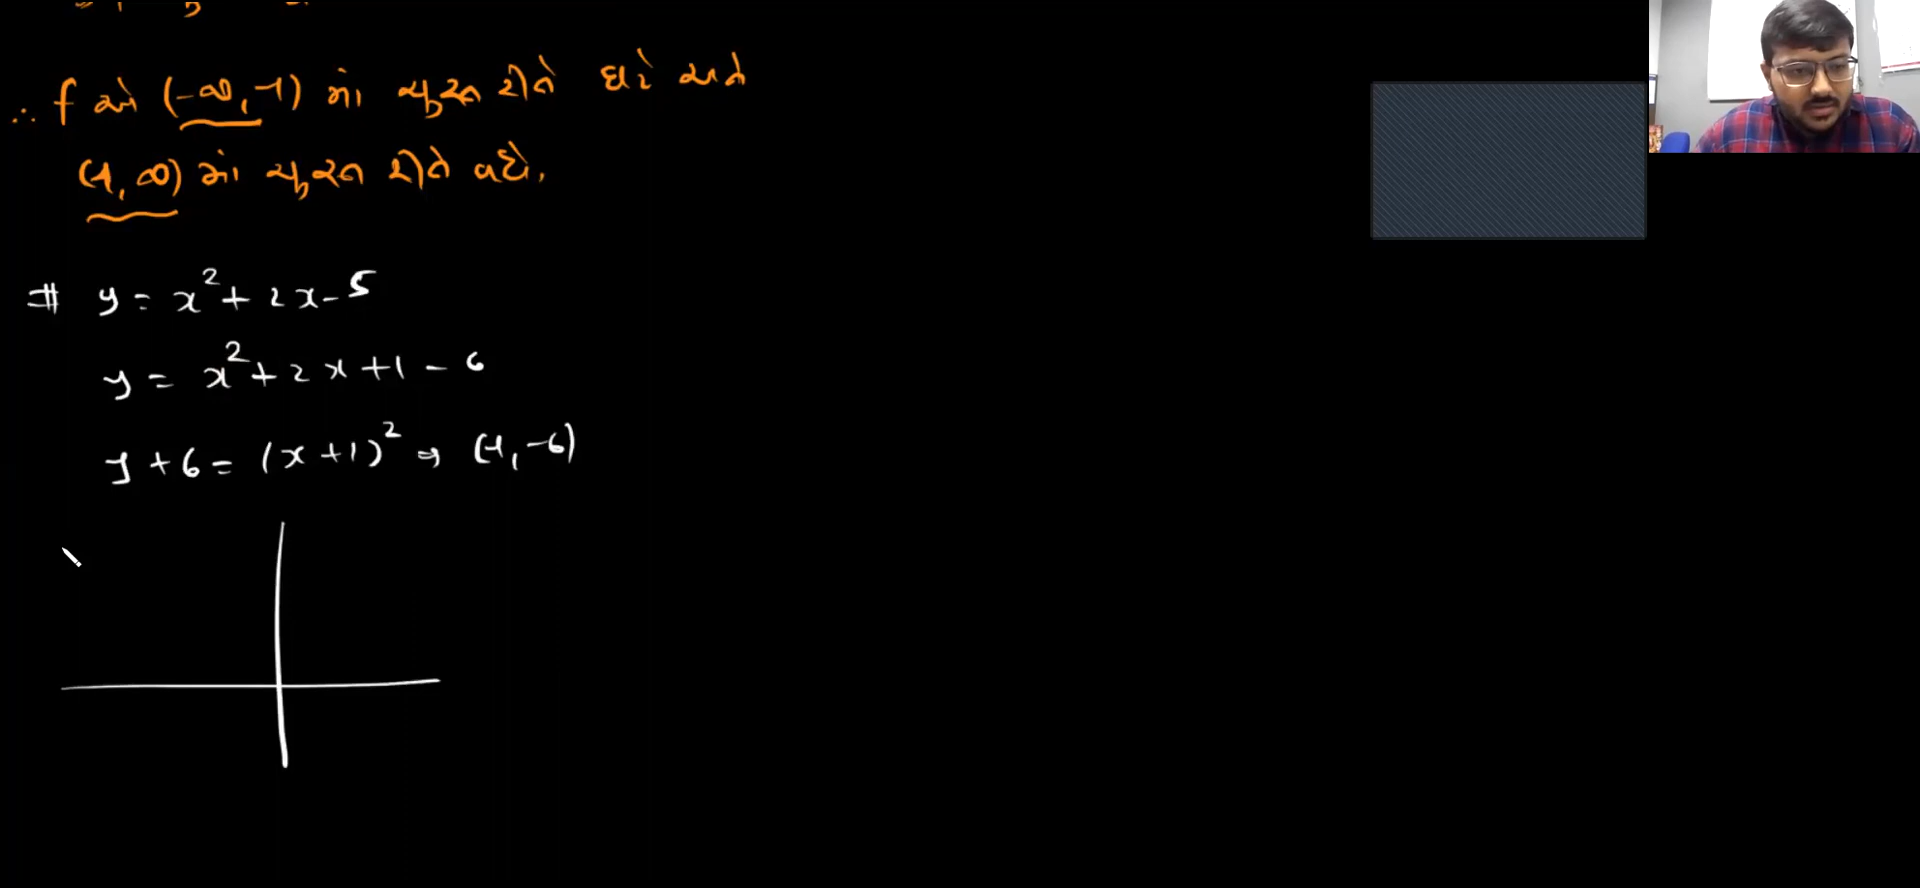 ∴ f એ (-∞, -1) માં ચુસ્ત રીતે ઘટે અને
(-1, ∞) માં ચુસ્ત રીતે વધે.
⇒ y = x² + 2x - 5
y = x² + 2x + 1 - 6
y + 6 = (x + 1)² ⇒ (-1, -6)